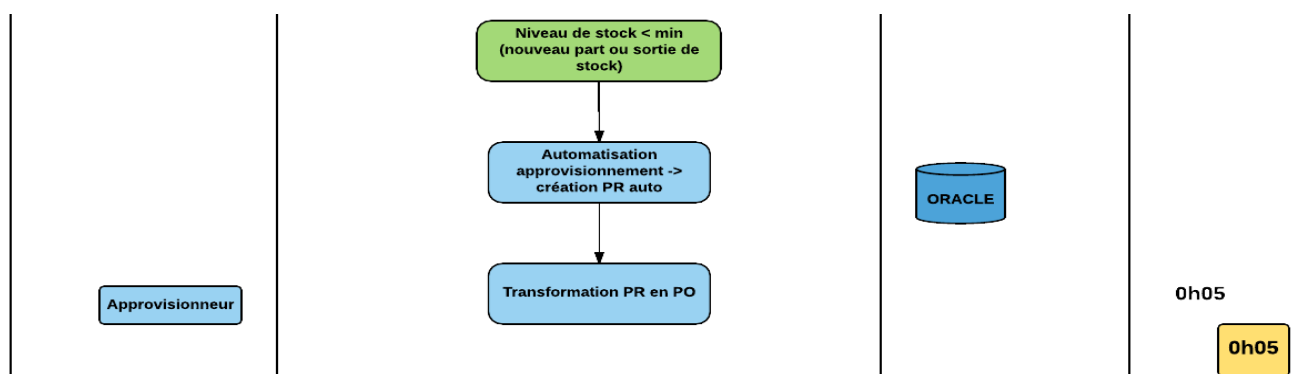 Niveau de stock < min
(nouveau part ou sortie de
stock)
Automatisation
approvisionnement ->
création PR auto
ORACLE
Approvisionneur
Transformation PR en PO
0h05
0h05